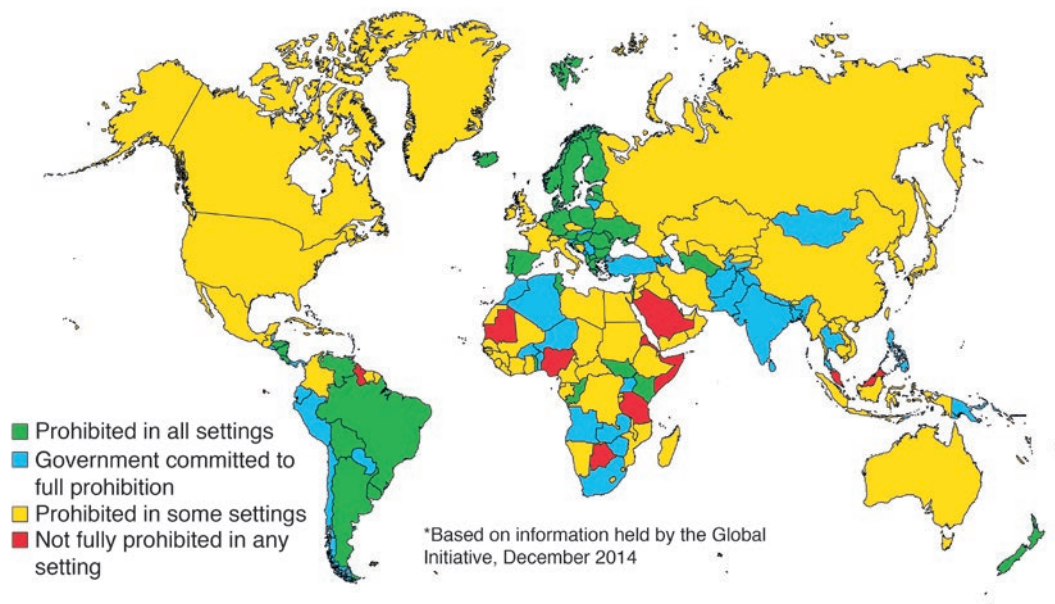 Prohibited in all settings
Government committed to
full prohibition
Prohibited in some settings
Not fully prohibited in any
setting
*Based on information held by the Global
Initiative, December 2014